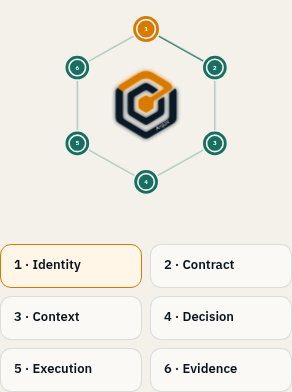 1
6
2
5
3
4
1 · Identity
2 · Contract
3 · Context
4 · Decision
5 · Execution
6 · Evidence